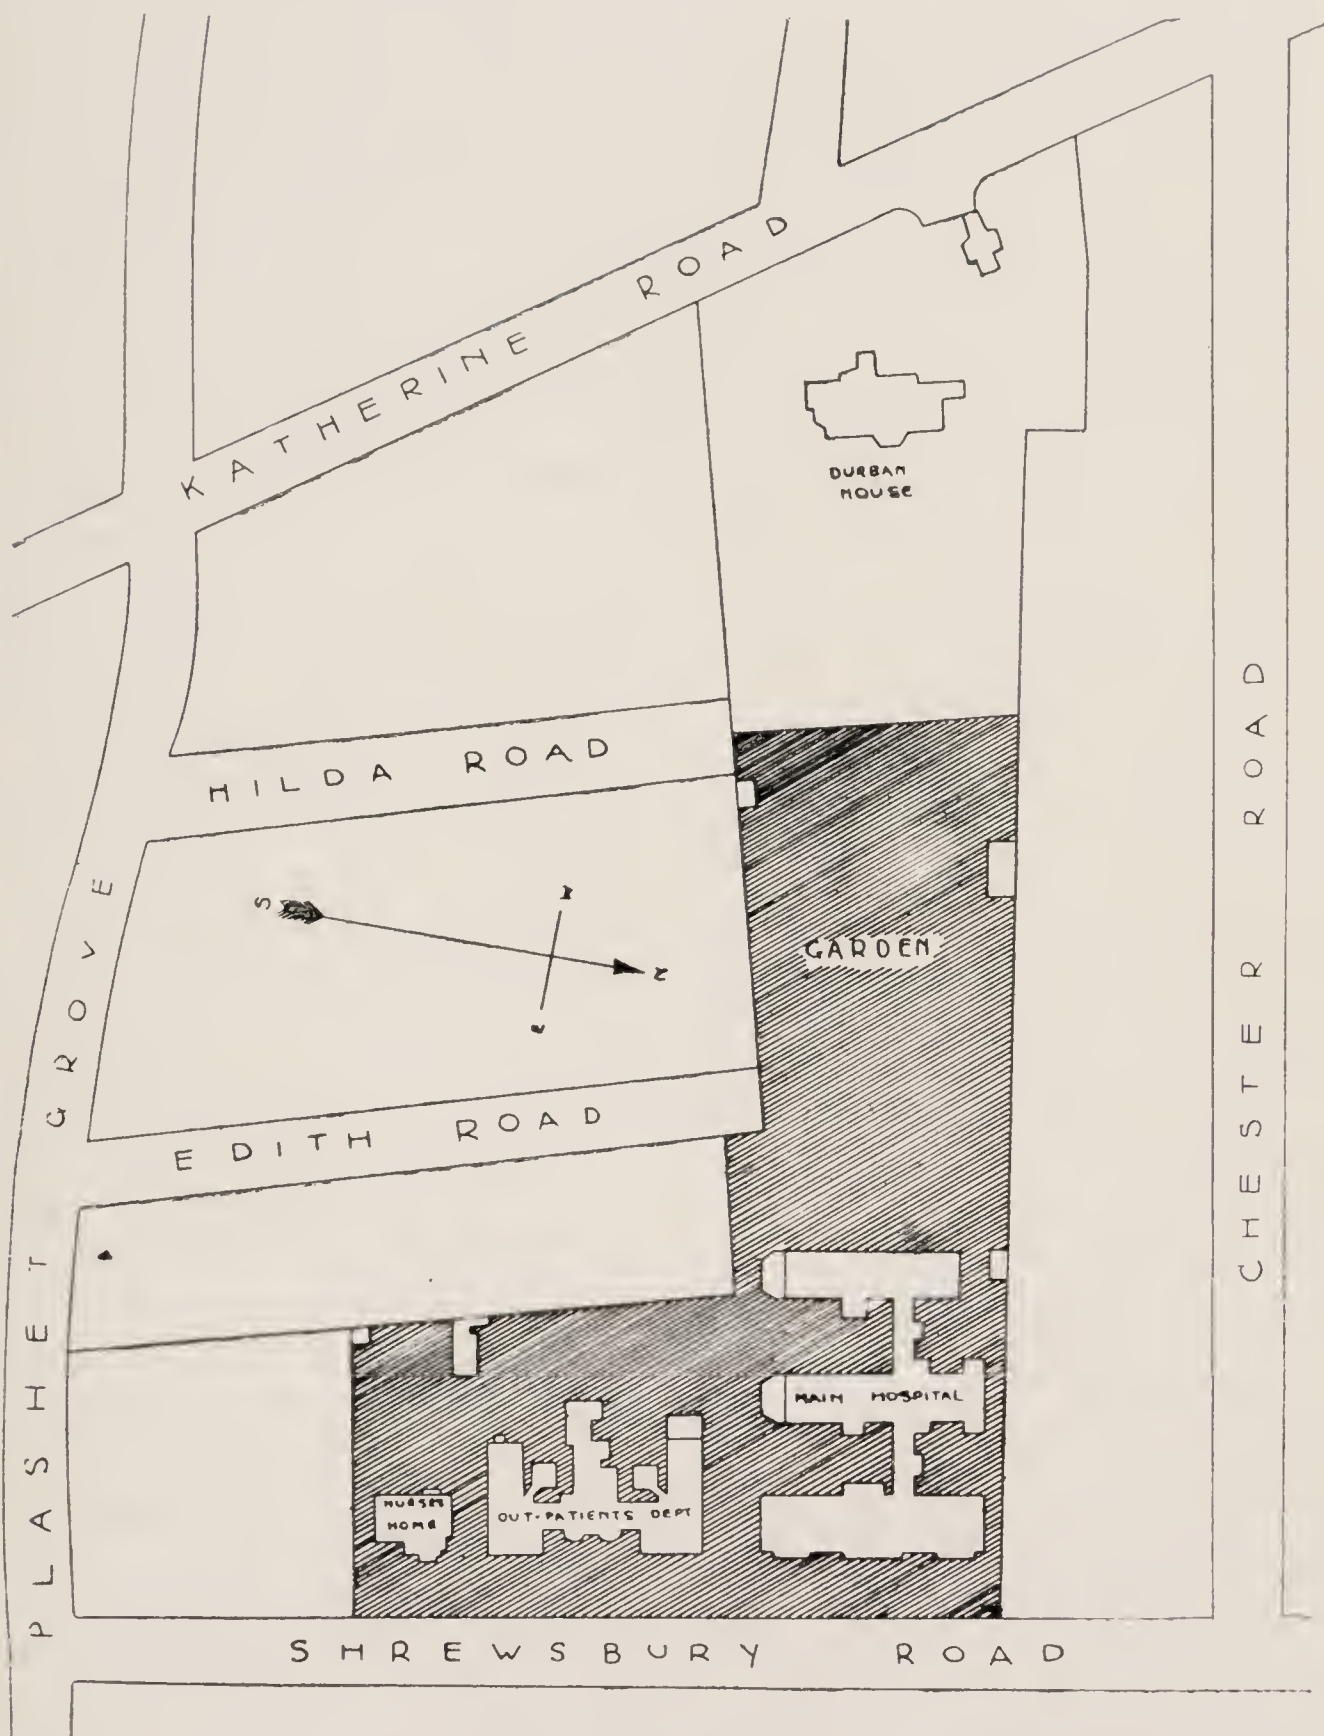 KATHERINE ROAD
DURBAN
HOUSE
HILDA ROAD
S
N
GARDEN
EDITH ROAD
PLASHET GROVE
CHESTER ROAD
MAIN HOSPITAL
NURSES
HOME
OUT-PATIENTS DEPT
SHREWSBURY ROAD